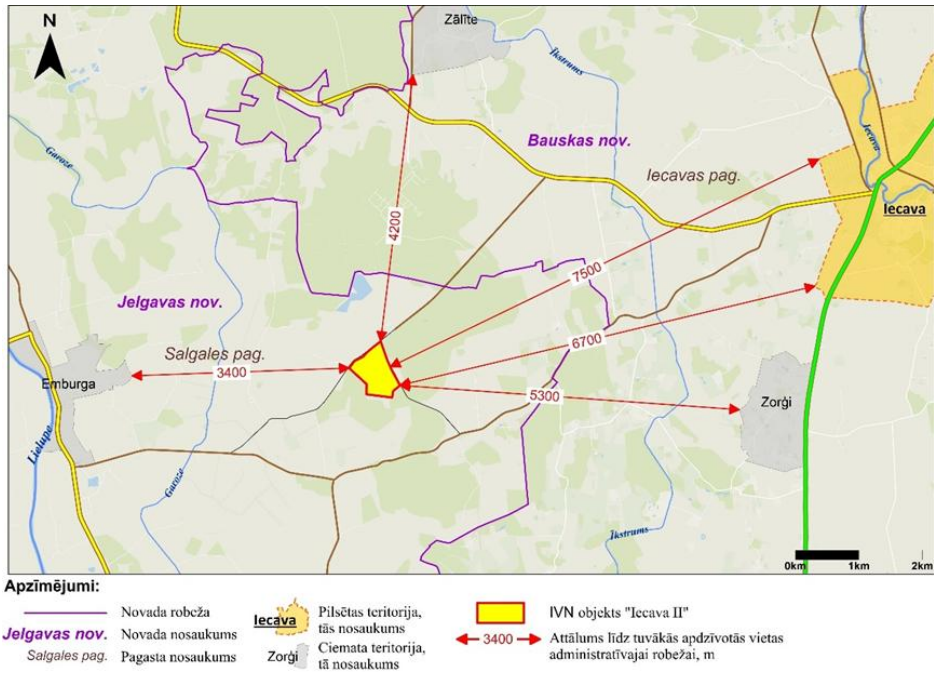 N
Zālīte
Īkstrums
Bauskas nov.
Iecavas pag.
Iecava
Iecava
Garoze
4200
7500
Jelgavas nov.
Salgales pag.
6700
Emburga
3400
5300
Zorģi
Lielupe
Garoze
Īkstrums
0km 1km 2km
Apzīmējumi:
Novada robeža
Jelgavas nov. Novada nosaukums
Salgales pag. Pagasta nosaukums
Iecava Pilsētas teritorija,
tās nosaukums
Zorģi Ciemata teritorija,
tā nosaukums
IVN objekts "Iecava II"
3400 Attālums līdz tuvākās apdzīvotās vietas
administratīvajai robežai, m